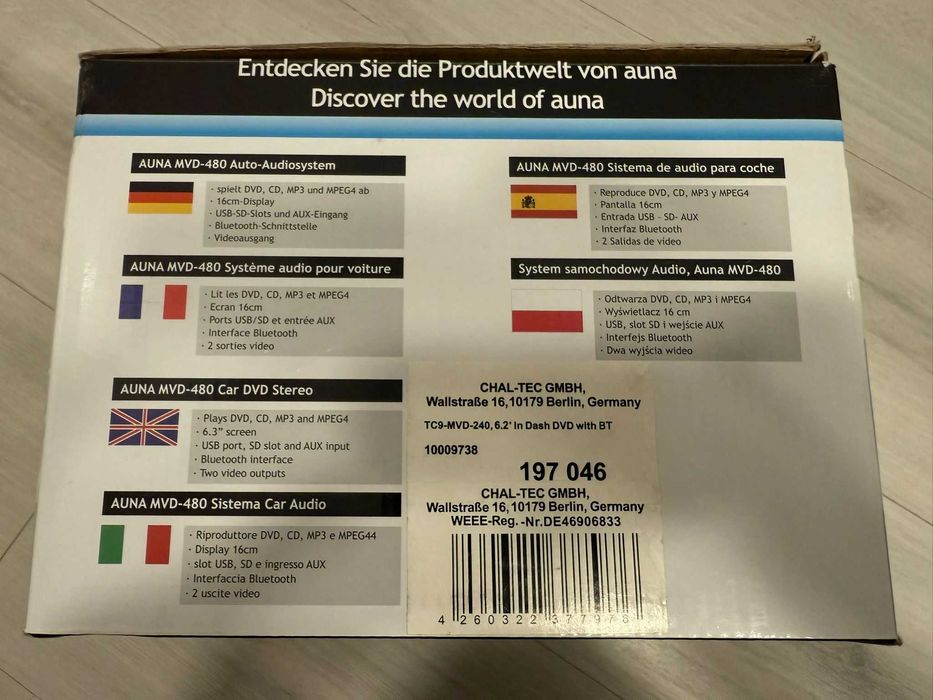 Entdecken Sie die Produktwelt von auna
Discover the world of auna
AUNA MVD-480 Auto-Audiosystem
· spielt DVD, CD, MP3 und MPEG4 ab
· 16cm-Display
· USB-SD-Slots und AUX-Eingang
· Bluetooth-Schnittstelle
· Videoausgang
AUNA MVD-480 Système audio pour voiture
· Lit les DVD, CD, MP3 et MPEG4
· Ecran 16cm
· Ports USB/SD et entrée AUX
· Interface Bluetooth
· 2 sorties video
AUNA MVD-480 Car DVD Stereo
· Plays DVD, CD, MP3 and MPEG4
· 6.3” screen
· USB port, SD slot and AUX input
· Bluetooth interface
· Two video outputs
AUNA MVD-480 Sistema Car Audio
· Riproduttore DVD, CD, MP3 e MPEG44
· Display 16cm
· slot USB, SD e ingresso AUX
· Interfaccia Bluetooth
· 2 uscite video
AUNA MVD-480 Sistema de audio para coche
· Reproduce DVD, CD, MP3 y MPEG4
· Pantalla 16cm
· Entrada USB - SD- AUX
· Interfaz Bluetooth
· 2 Salidas de video
System samochodowy Audio, Auna MVD-480
· Odtwarza DVD, CD, MP3 i MPEG4
· Wyświetlacz 16 cm
· USB, slot SD i wejście AUX
· Interfejs Bluetooth
· Dwa wyjścia wideo
CHAL-TEC GMBH,
Wallstraße 16,10179 Berlin, Germany
TC9-MVD-240, 6.2" In Dash DVD with BT
10009738
197 046
CHAL-TEC GMBH,
Wallstraße 16,10179 Berlin, Germany
WEEE-Reg. -Nr.DE46906833
4 260322 377978